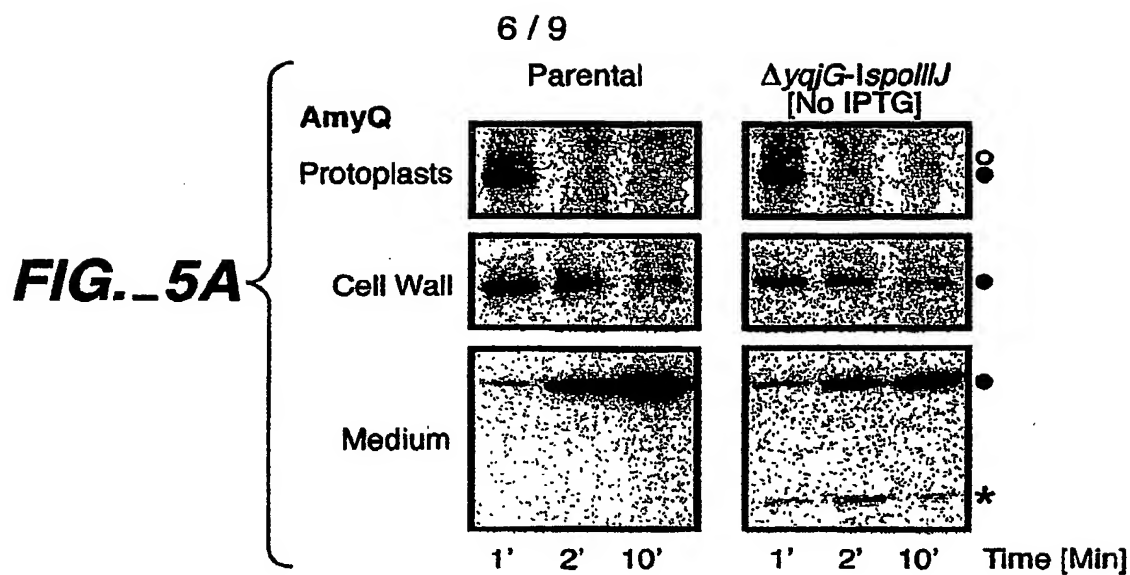 6 / 9
Parental
ΔyqjG-IspoIIIJ
[No IPTG]
AmyQ
Protoplasts
FIG._5A
Cell Wall
Medium
*
1' 2' 10' 1' 2' 10' Time [Min]